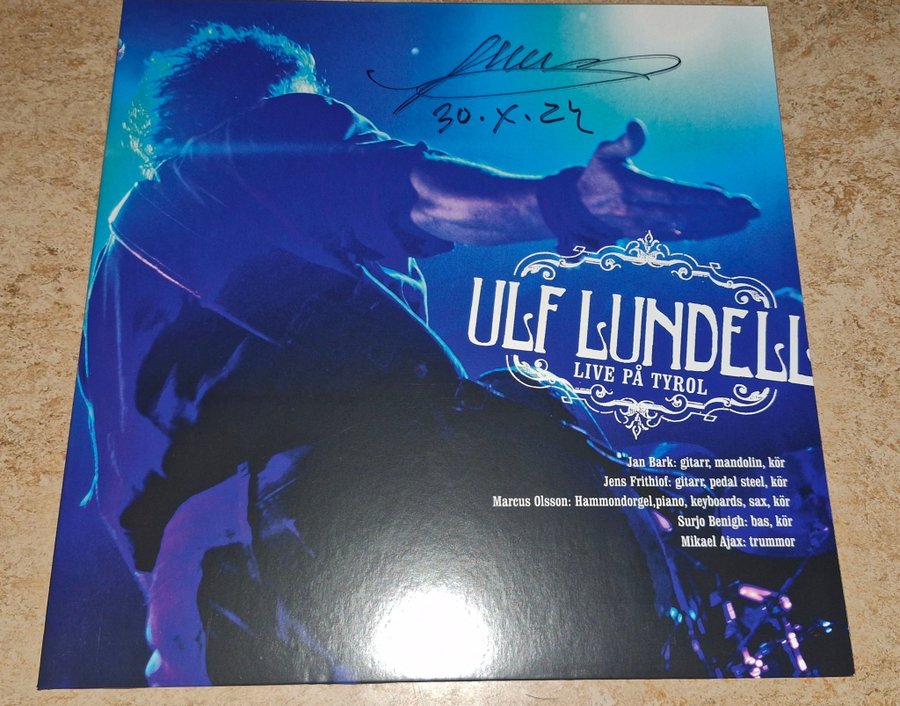 30.X.24
ULF LUNDELL
LIVE PÅ TYROL
Jan Bark: gitarr, mandolin, kör
Jens Frithiof: gitarr, pedal steel, kör
Marcus Olsson: Hammondorgel,piano, keyboards, sax, kör
Surjo Benigh: bas, kör
Mikael Ajax: trummor